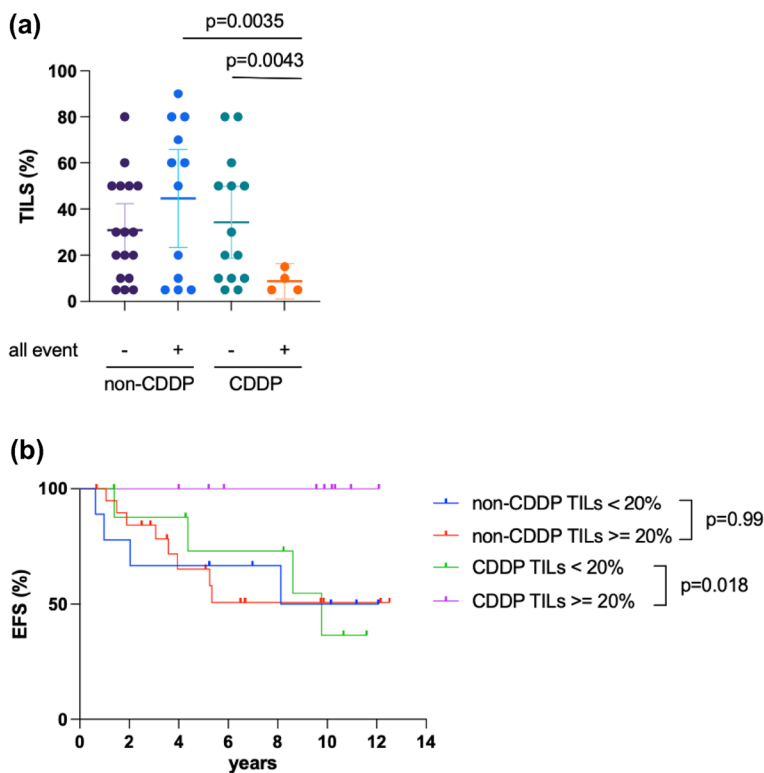 (a)
p=0.0035
p=0.0043
100
80
60
40
20
0
TILS (%)
all event - + - +
non-CDDP CDDP
(b)
100
50
0
EFS (%)
0 2 4 6 8 10 12 14
years
non-CDDP TILs < 20%
non-CDDP TILs >= 20%
p=0.99
CDDP TILs < 20%
CDDP TILs >= 20%
p=0.018